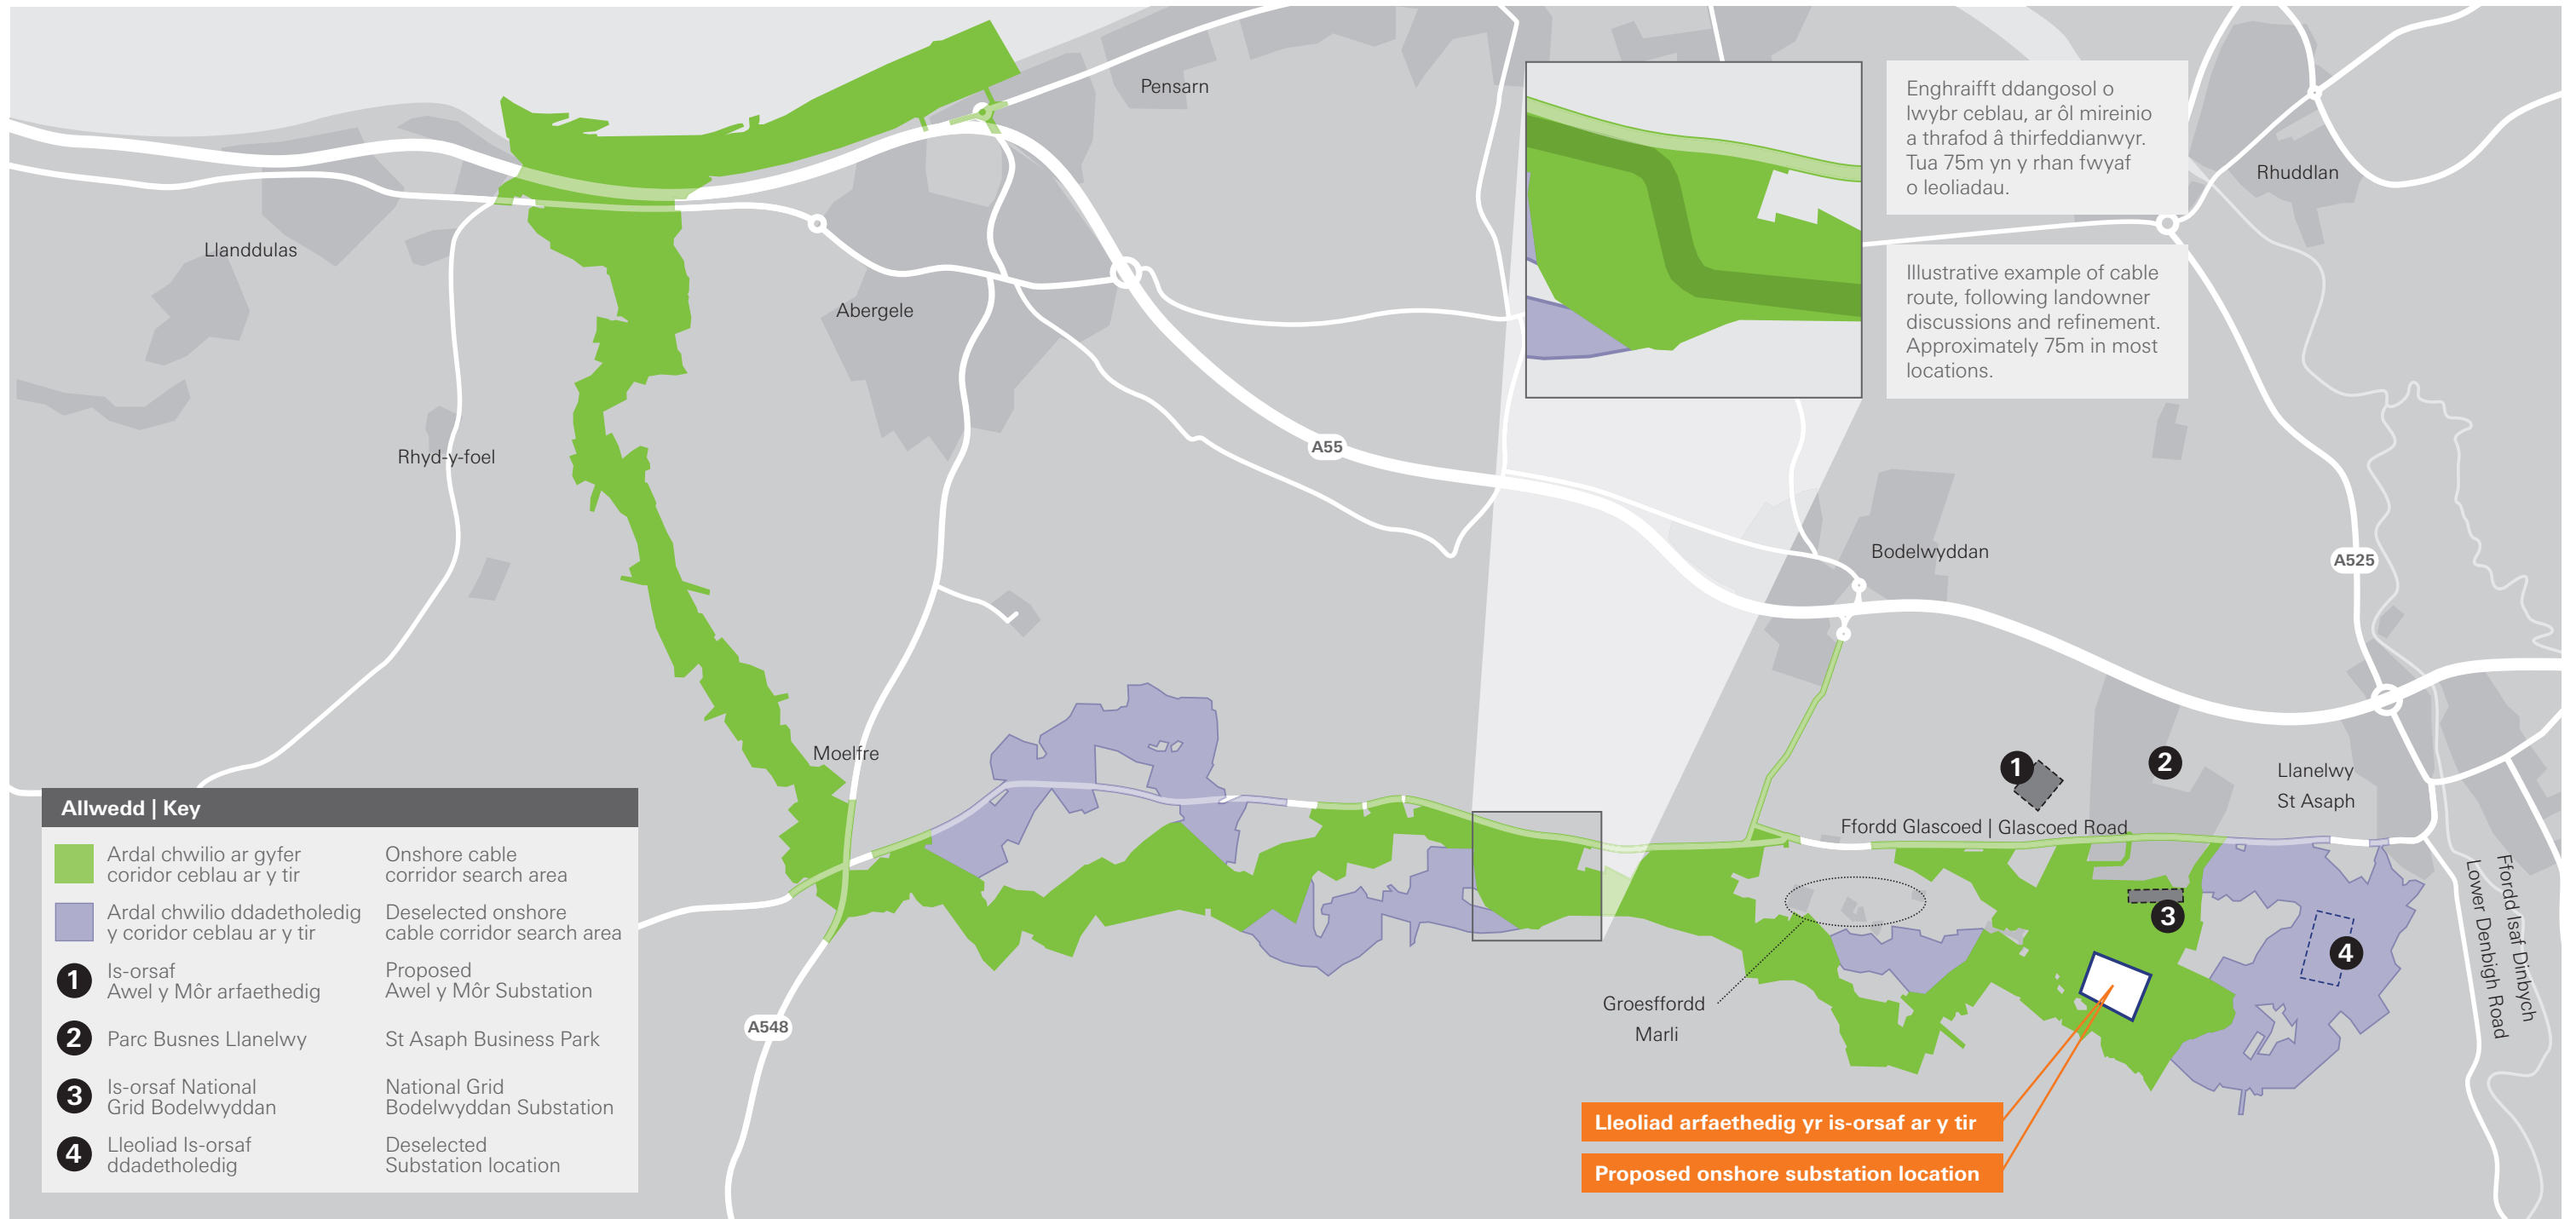 Pensarn
Llanddulas
Abergele
Rhyd-y-foel
A55
Enghraifft ddangosol o
lwybr ceblau, ar ôl mireinio
a thrafod â thirfeddianwyr.
Tua 75m yn y rhan fwyaf
o leoliadau.
Illustrative example of cable
route, following landowner
discussions and refinement.
Approximately 75m in most
locations.
Rhuddlan
Bodelwyddan
A525
Moelfre
1
2
Llanelwy
St Asaph
Ffordd Glascoed | Glascoed Road
3
4
Ffordd Isaf Dinbych
Lower Denbigh Road
Groesffordd
Marli
A548
Lleoliad arfaethedig yr is-orsaf ar y tir
Proposed onshore substation location
Allwedd | Key
Ardal chwilio ar gyfer
coridor ceblau ar y tir
Onshore cable
corridor search area
Ardal chwilio ddadetholedig
y coridor ceblau ar y tir
Deselected onshore
cable corridor search area
1
Is-orsaf
Awel y Môr arfaethedig
Proposed
Awel y Môr Substation
2
Parc Busnes Llanelwy
St Asaph Business Park
3
Is-orsaf National
Grid Bodelwyddan
National Grid
Bodelwyddan Substation
4
Lleoliad Is-orsaf
ddadetholedig
Deselected
Substation location